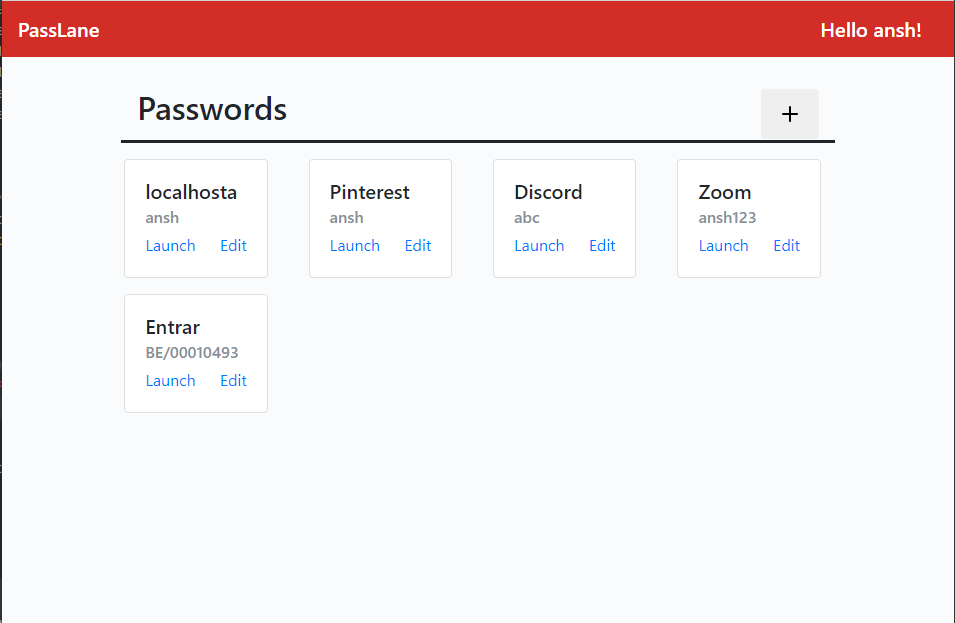 PassLane
Hello ansh!
Passwords
+
localhosta
ansh
Launch Edit
Pinterest
ansh
Launch Edit
Discord
abc
Launch Edit
Zoom
ansh123
Launch Edit
Entrar
BE/00010493
Launch Edit